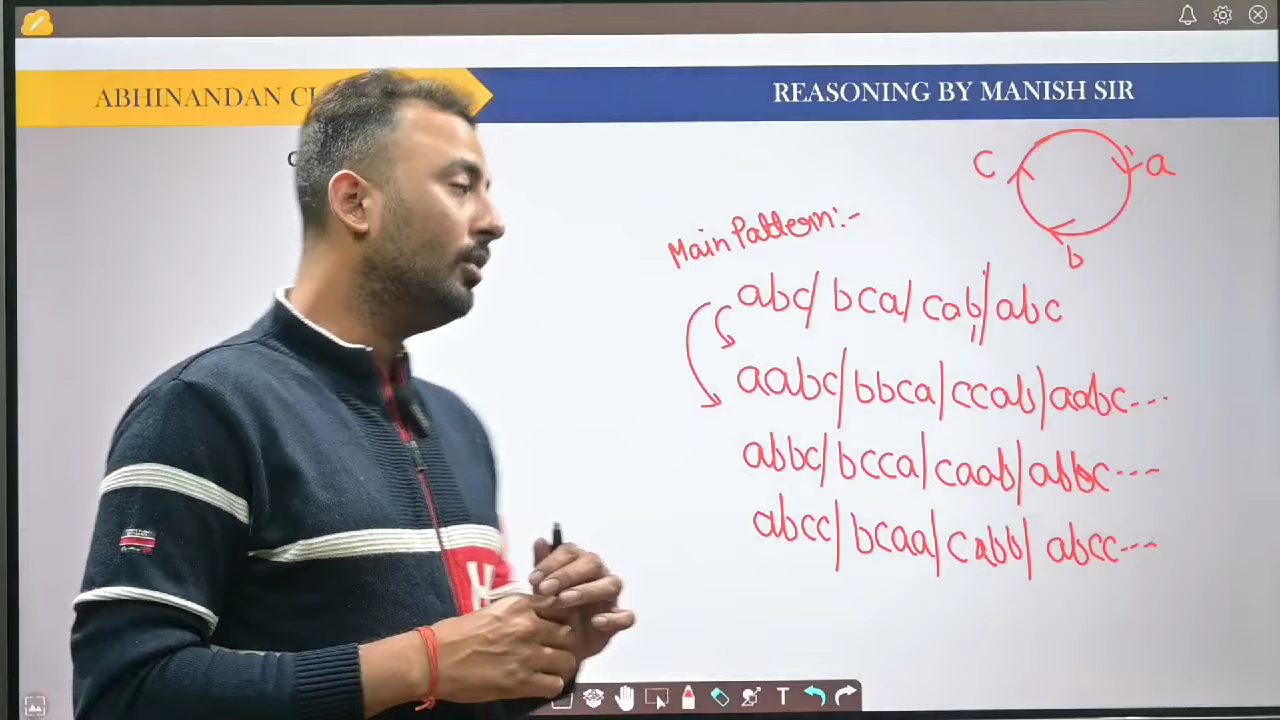 ABHINANDAN
REASONING BY MANISH SIR
c a
b
Main Pattern:-
abc/ bca/ cab/ abc
aabc/ bbca/ ccab/ aabc---
abbc/ bcca/ caab/ abbc---
abcc/ bcaa/ cabb/ abcc---
T